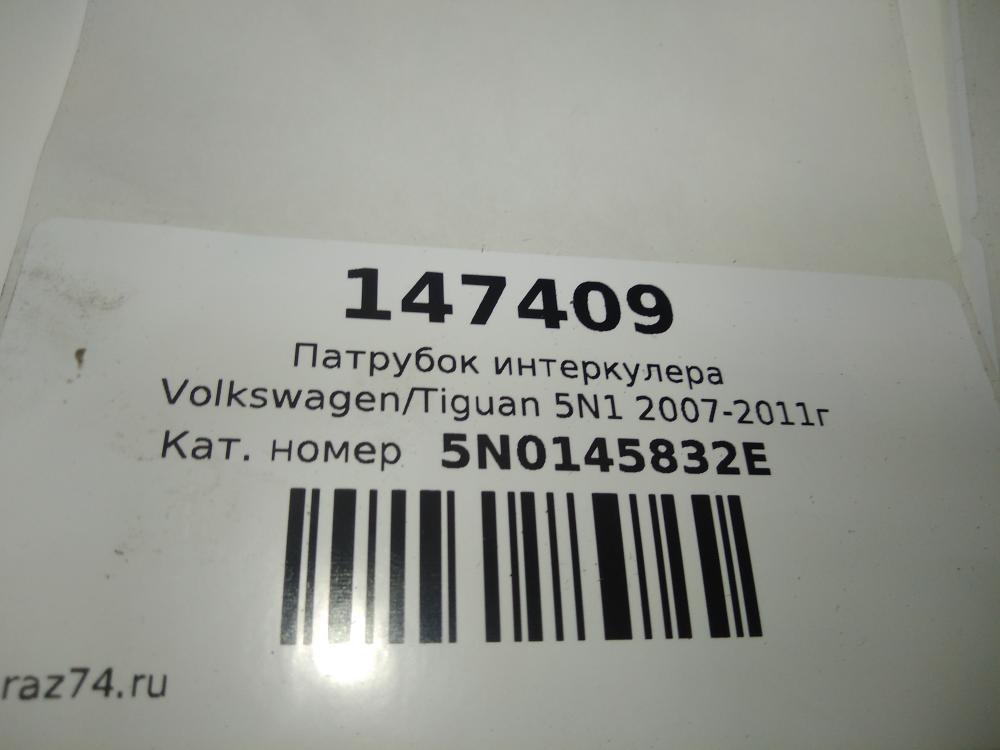 147409
Патрубок интеркулера
Volkswagen/Tiguan 5N1 2007-2011г
Кат. номер 5N0145832E
raz74.ru